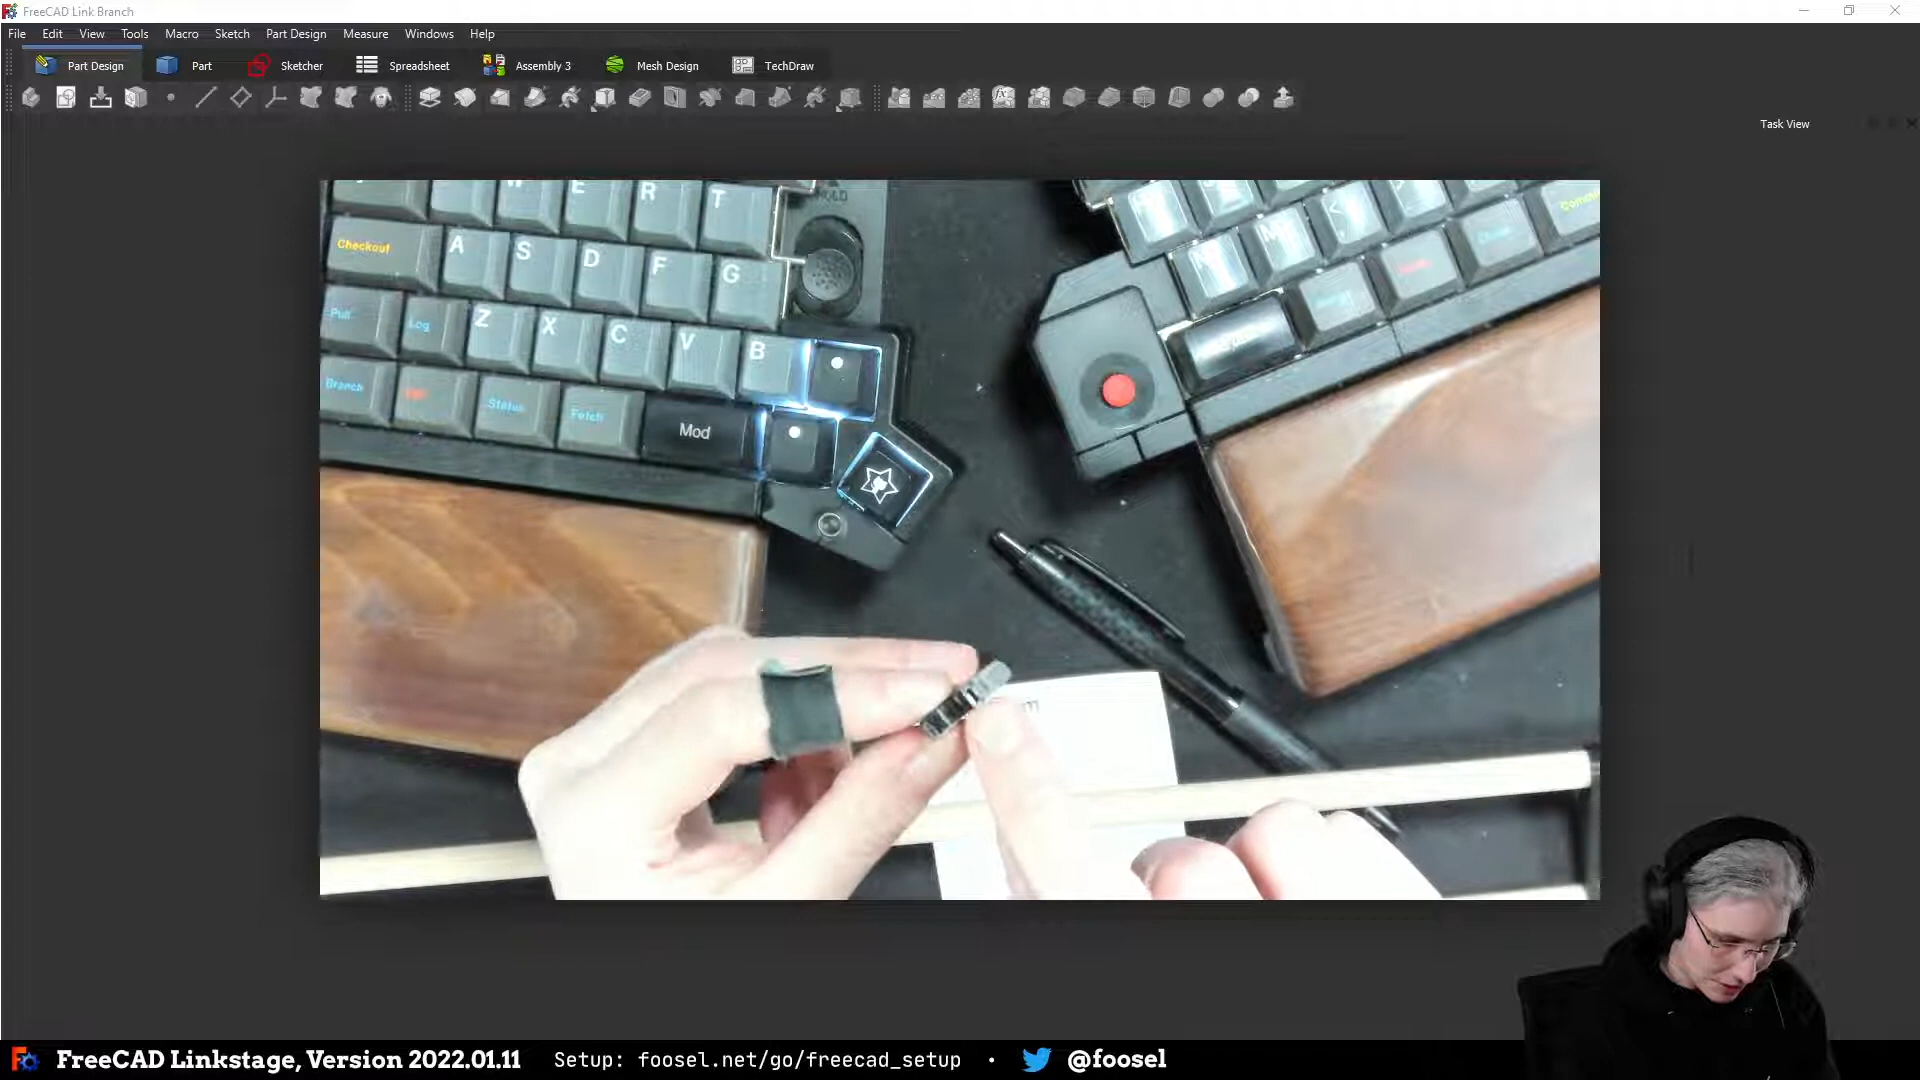 FreeCAD Link Branch
File Edit View Tools Macro Sketch Part Design Measure Windows Help
Part Design Part Sketcher Spreadsheet Assembly 3 Mesh Design TechDraw
Task View
E R T
Checkout A S D F G
Pull Log Z X C V B
Branch Status Fetch Mod
FreeCAD Linkstage, Version 2022.01.11 Setup: foosel.net/go/freecad_setup • @foosel